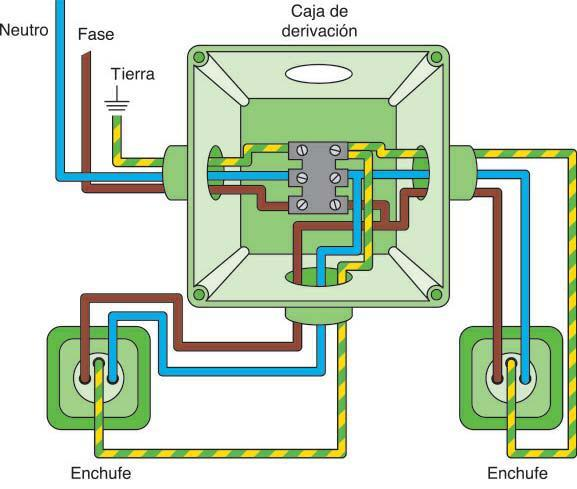 Caja de
derivación
Neutro
Fase
Tierra
Enchufe
Enchufe